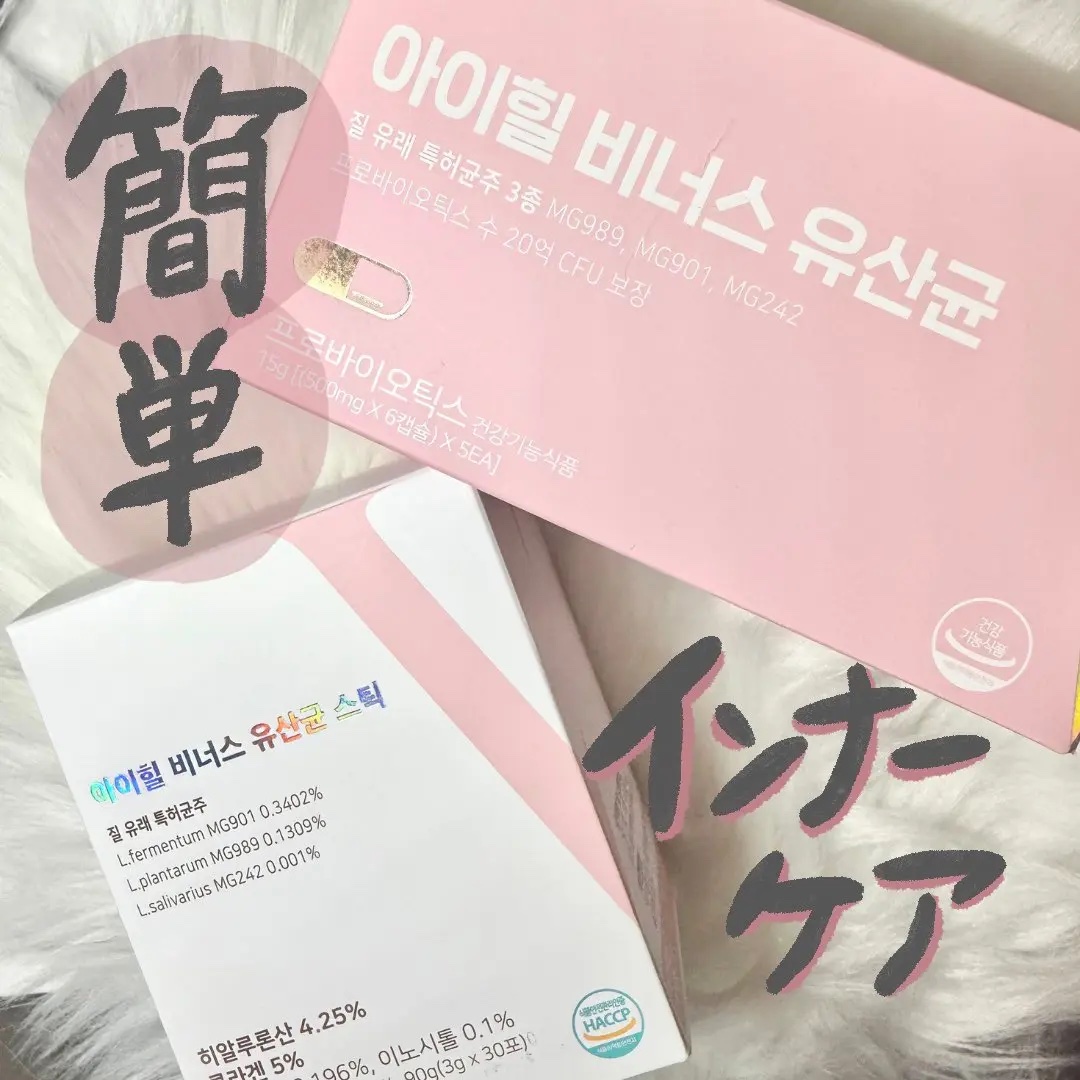 簡単
아이힐 비너스 유산균
질 유래 특허균주 3종 MG989, MG901, MG242
프로바이오틱스 수 20억 CFU 보장
프로바이오틱스 건강기능식품
15g [(500mg X 6캡슐) X 5EA]
건강
기능식품
아이힐 비너스 유산균 스틱
질 유래 특허균주
L.fermentum MG901 0.3402%
L.plantarum MG989 0.1309%
L.salivarius MG242 0.001%
インナー
ケア
HACCP
히알루론산 4.25%
콜라겐 5%
196%, 이노시톨 0.1%
90g(3g x 30포)